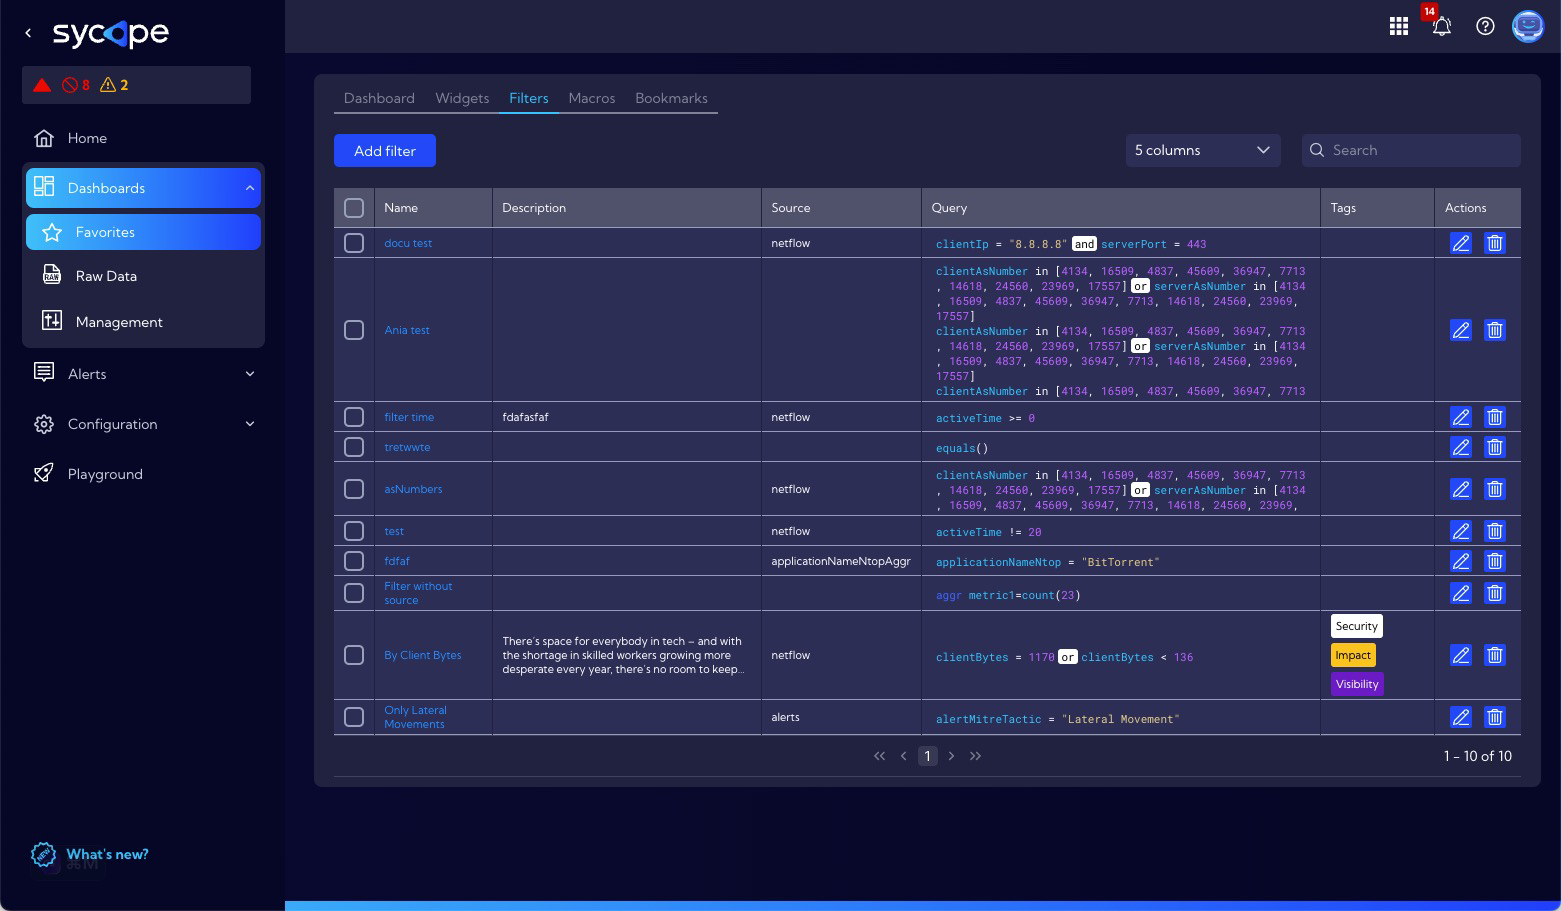 sycope
14
8 2
Home
Dashboards
Favorites
Raw Data
Management
Alerts
Configuration
Playground
What's new?
Dashboard Widgets Filters Macros Bookmarks
Add filter
5 columns
Search
Name Description Source Query Tags Actions
docu test netflow clientIp = "8.8.8.8" and serverPort = 443
Ania test
clientAsNumber in [4134, 16509, 4837, 45609, 36947, 7713
, 14618, 24560, 23969, 17557] or serverAsNumber in [4134
, 16509, 4837, 45609, 36947, 7713, 14618, 24560, 23969,
17557]
clientAsNumber in [4134, 16509, 4837, 45609, 36947, 7713
, 14618, 24560, 23969, 17557] or serverAsNumber in [4134
, 16509, 4837, 45609, 36947, 7713, 14618, 24560, 23969,
17557]
clientAsNumber in [4134, 16509, 4837, 45609, 36947, 7713
filter time fdafasfaf netflow activeTime >= 0
tretwwte equals()
asNumbers netflow
clientAsNumber in [4134, 16509, 4837, 45609, 36947, 7713
, 14618, 24560, 23969, 17557] or serverAsNumber in [4134
, 16509, 4837, 45609, 36947, 7713, 14618, 24560, 23969,
test netflow activeTime != 20
fdfaf applicationNameNtopAggr applicationNameNtop = "BitTorrent"
Filter without
source
aggr metric1=count(23)
By Client Bytes
There's space for everybody in tech – and with
the shortage in skilled workers growing more
desperate every year, there's no room to keep...
netflow
clientBytes = 1170 or clientBytes < 136
Security
Impact
Visibility
Only Lateral
Movements
alerts
alertMitreTactic = "Lateral Movement"
1
1 - 10 of 10